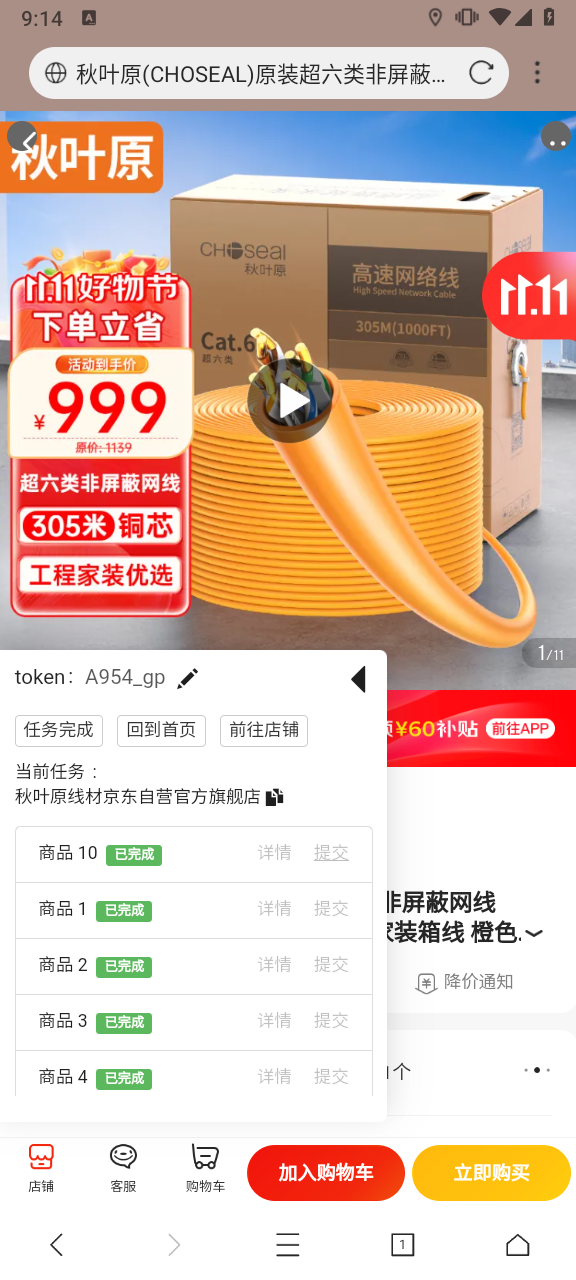 9:14
秋叶原(CHOSEAL)原装超六类非屏蔽...
秋叶原
CHOSeal
秋叶原
高速网络线
High Speed Network Cable
305M(1000FT)
Cat.6
超六类
11.11好物节
下单立省
活动到手价
¥999
原价: 1139
超六类非屏蔽网线
305米 铜芯
工程家装优选
11.11
1/11
token: A954_gp
¥60补贴 前往APP
任务完成 回到首页 前往店铺
当前任务 :
秋叶原线材京东自营官方旗舰店
商品 10 已完成 详情 提交
商品 1 已完成 详情 提交
商品 2 已完成 详情 提交
商品 3 已完成 详情 提交
商品 4 已完成 详情 提交
非屏蔽网线
家装箱线 橙色.
降价通知
个
店铺 客服 购物车 加入购物车 立即购买
1